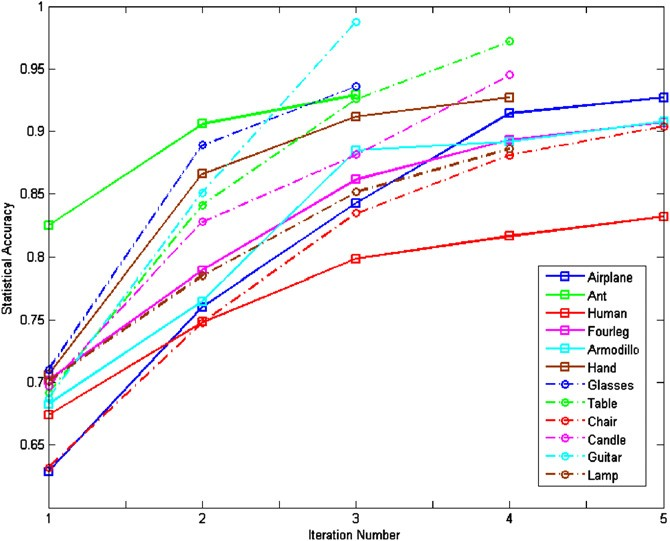 1
0.95
0.9
0.85
0.8
0.75
0.7
0.65
Statistical Accuracy
1
2
3
4
5
Iteration Number
Airplane
Ant
Human
Fourleg
Armodillo
Hand
Glasses
Table
Chair
Candle
Guitar
Lamp